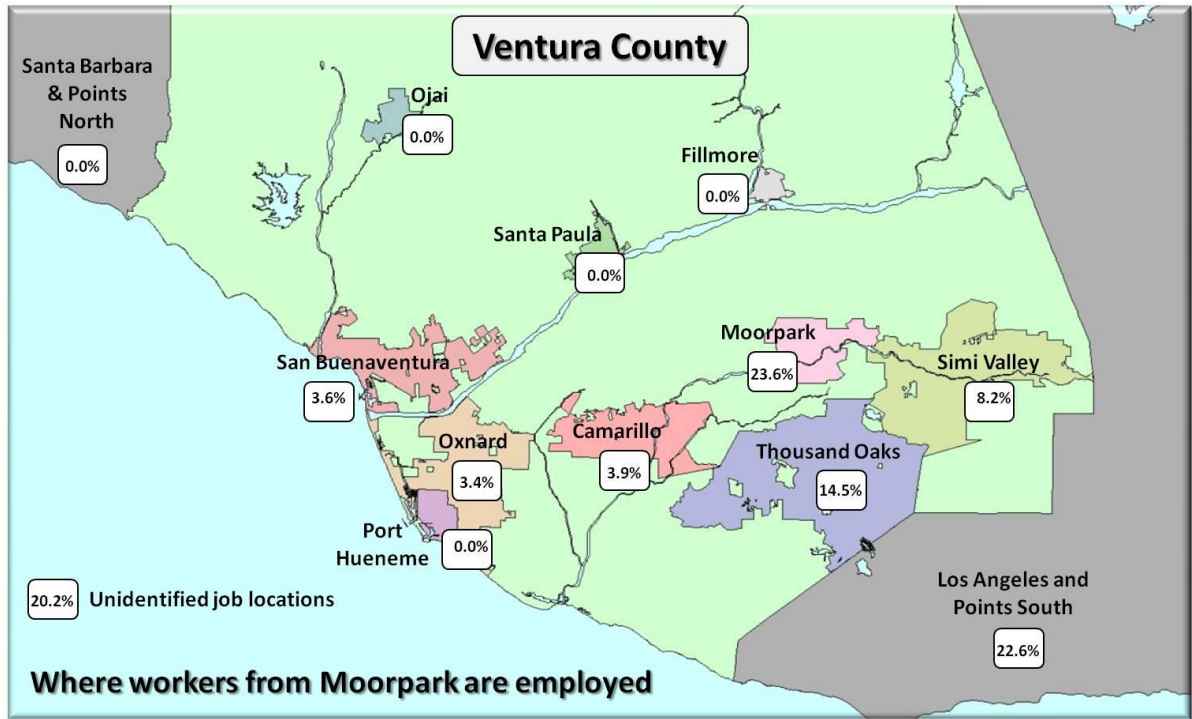 Ventura County
Santa Barbara
& Points
North
0.0%
Ojai
0.0%
Fillmore
0.0%
Santa Paula
0.0%
Moorpark
23.6%
Simi Valley
8.2%
San Buenaventura
3.6%
Oxnard
3.4%
Camarillo
3.9%
Thousand Oaks
14.5%
Port
Hueneme
0.0%
20.2% Unidentified job locations
Los Angeles and
Points South
22.6%
Where workers from Moorpark are employed